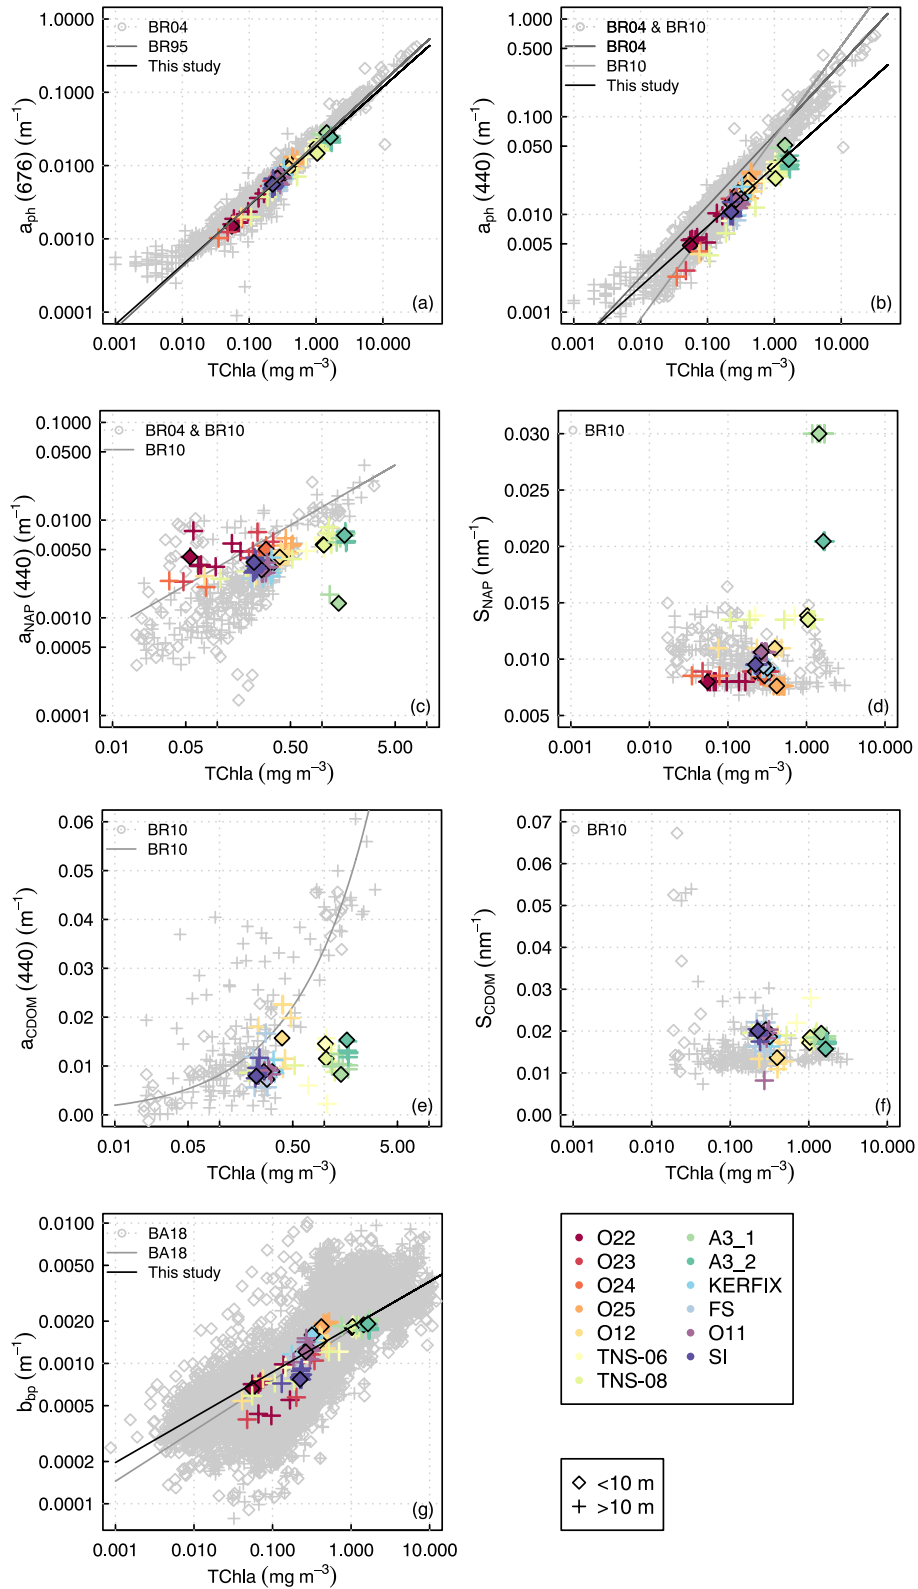 BR04
BR95
This study
1.0000
0.1000
0.0100
0.0010
0.0001
aph (676) (m−1)
(a)
0.001 0.010 0.100 1.000 10.000
TChla (mg m−3)
BR04 & BR10
BR04
BR10
This study
1.000
0.500
0.100
0.050
0.010
0.005
0.001
aph (440) (m−1)
(b)
0.001 0.010 0.100 1.000 10.000
TChla (mg m−3)
BR04 & BR10
BR10
0.1000
0.0500
0.0100
0.0050
0.0010
0.0005
0.0001
aNAP (440) (m−1)
(c)
0.01 0.05 0.50 5.00
TChla (mg m−3)
BR10
0.030
0.025
0.020
0.015
0.010
0.005
SNAP (nm−1)
(d)
0.001 0.010 0.100 1.000 10.000
TChla (mg m−3)
BR10
BR10
0.06
0.05
0.04
0.03
0.02
0.01
0.00
aCDOM (440) (m−1)
(e)
0.01 0.05 0.50 5.00
TChla (mg m−3)
BR10
0.07
0.06
0.05
0.04
0.03
0.02
0.01
0.00
SCDOM (nm−1)
(f)
0.001 0.010 0.100 1.000 10.000
TChla (mg m−3)
BA18
BA18
This study
0.0100
0.0050
0.0020
0.0010
0.0005
0.0002
0.0001
bbp (m−1)
(g)
0.001 0.010 0.100 1.000 10.000
TChla (mg m−3)
O22
O23
O24
O25
O12
TNS-06
TNS-08
A3_1
A3_2
KERFIX
FS
O11
SI
<10 m
>10 m